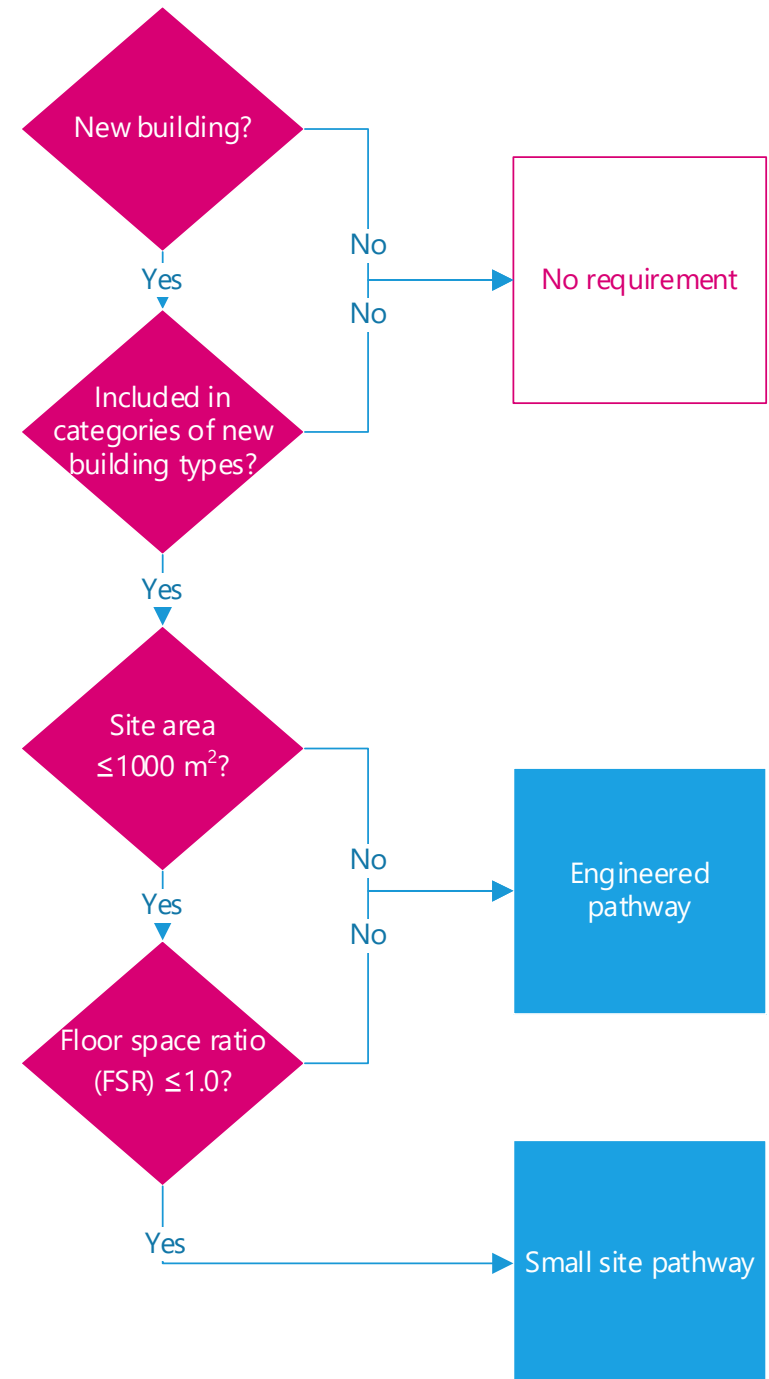 New building?
No
Yes
No requirement
No
Included in
categories of new
building types?
Yes
Site area
≤1000 m²?
No
Engineered
pathway
Yes
No
Floor space ratio
(FSR) ≤1.0?
Yes
Small site pathway